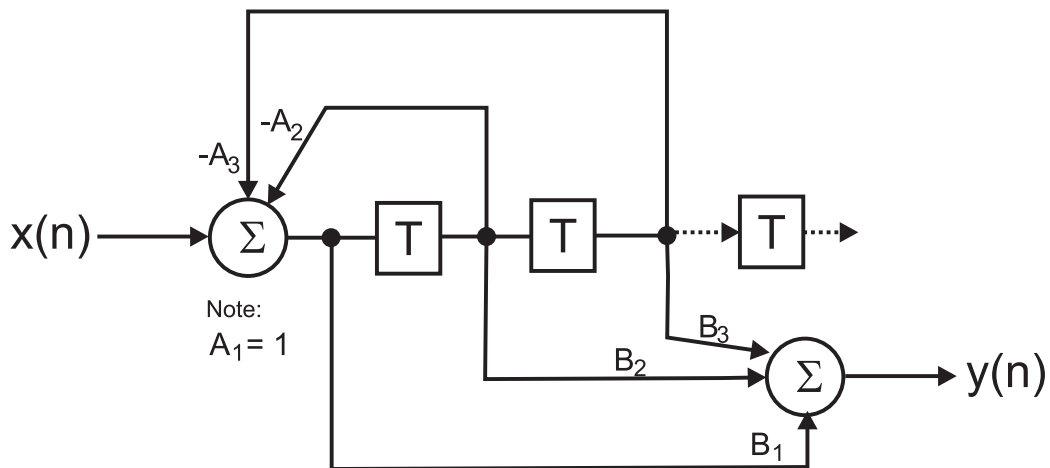 -A₂
-A₃
x(n)
Σ
T
T
T
Note:
A₁ = 1
B₃
B₂
Σ
y(n)
B₁